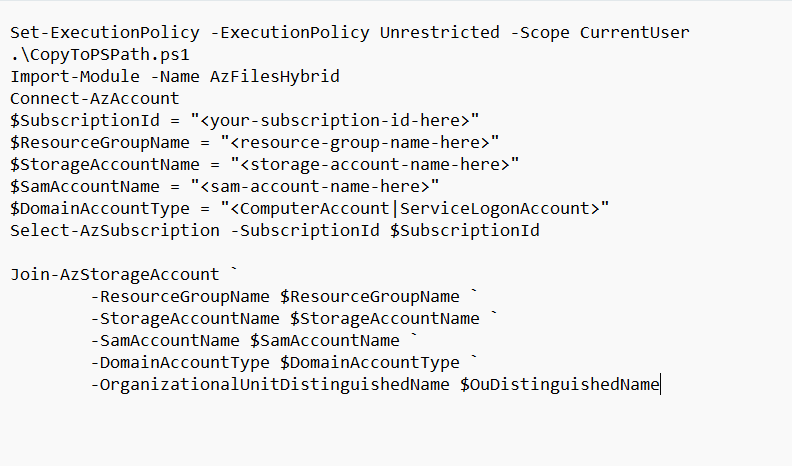 Set-ExecutionPolicy -ExecutionPolicy Unrestricted -Scope CurrentUser
.\CopyToPSPath.ps1
Import-Module -Name AzFilesHybrid
Connect-AzAccount
$SubscriptionId = "<your-subscription-id-here>"
$ResourceGroupName = "<resource-group-name-here>"
$StorageAccountName = "<storage-account-name-here>"
$SamAccountName = "<sam-account-name-here>"
$DomainAccountType = "<ComputerAccount|ServiceLogonAccount>"
Select-AzSubscription -SubscriptionId $SubscriptionId

Join-AzStorageAccount `
        -ResourceGroupName $ResourceGroupName `
        -StorageAccountName $StorageAccountName `
        -SamAccountName $SamAccountName `
        -DomainAccountType $DomainAccountType `
        -OrganizationalUnitDistinguishedName $OuDistinguishedName